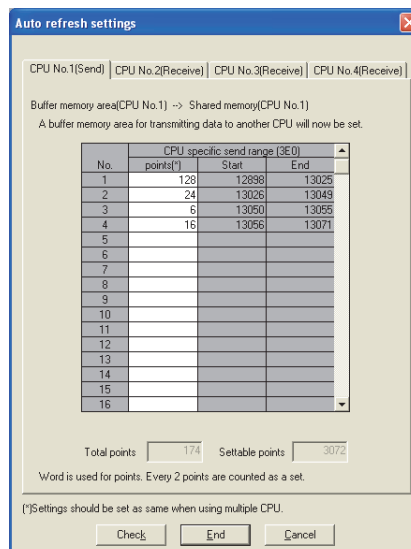 Auto refresh settings
CPU No.1(Send) CPU No.2(Receive) CPU No.3(Receive) CPU No.4(Receive)
Buffer memory area(CPU No.1) --> Shared memory(CPU No.1)
A buffer memory area for transmitting data to another CPU will now be set.
CPU specific send range (3E0)
No. points(*) Start End
1 128 12898 13025
2 24 13026 13049
3 6 13050 13055
4 16 13056 13071
5
6
7
8
9
10
11
12
13
14
15
16
Total points 174 Settable points 3072
Word is used for points. Every 2 points are counted as a set.
(*)Settings should be set as same when using multiple CPU.
Check End Cancel